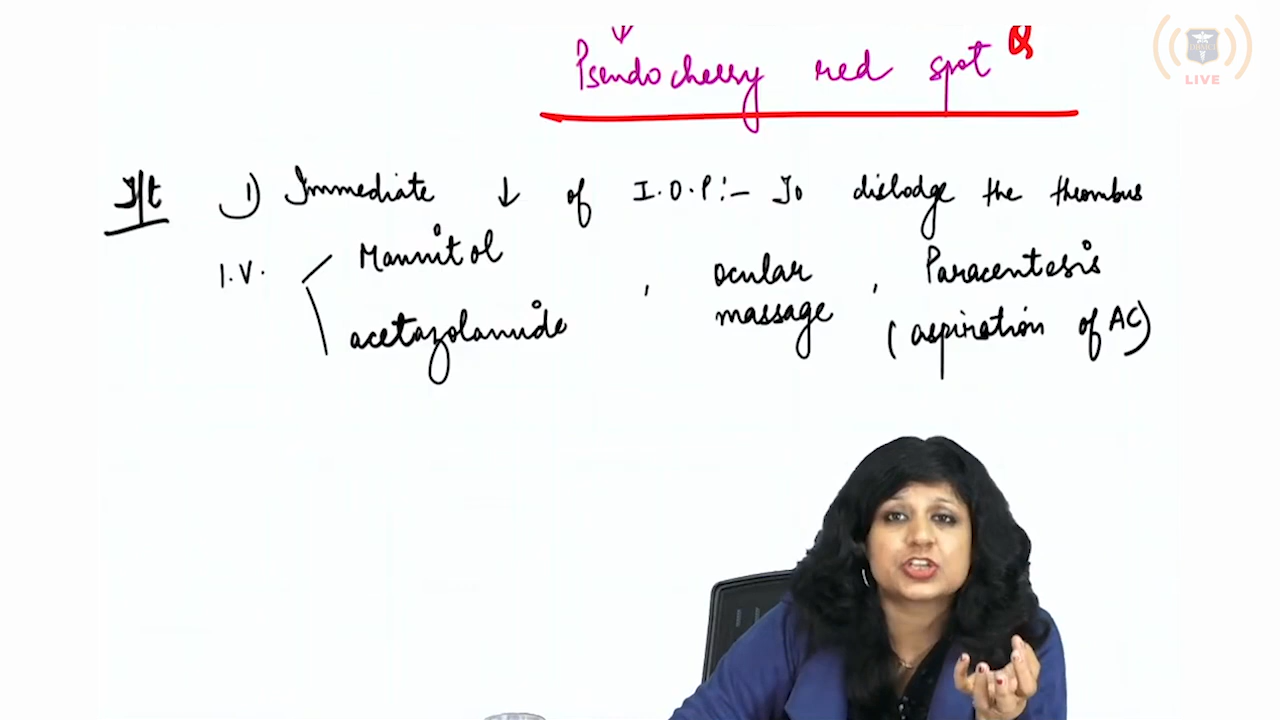 LIVE
↓
Pseudocherry red spot Q
T/t 1) Immediate ↓ of I.O.P:- To dislodge the thrombus
I.V. Mannitol
acetazolamide , ocular massage , Paracentesis
(aspiration of AC)